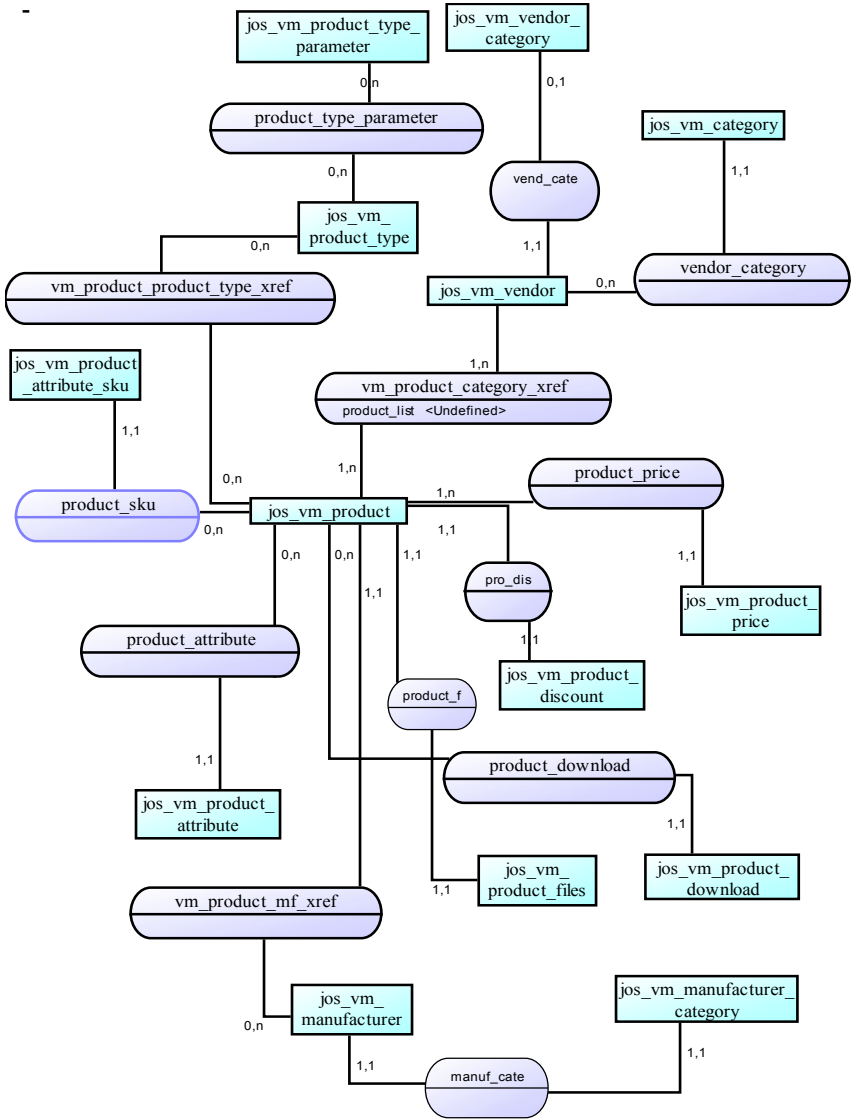 -
jos_vm_product_type_
parameter
jos_vm_vendor_
category
0,n
0,1
product_type_parameter
jos_vm_category
0,n
vend_cate
1,1
jos_vm_
product_type
0,n
1,1
vm_product_product_type_xref
jos_vm_vendor
0,n
vendor_category
jos_vm_product
_attribute_sku
1,n
vm_product_category_xref
product_list <Undefined>
1,1
1,n
0,n
product_price
1,n
product_sku
0,n
jos_vm_product
1,1
1,1
0,n
0,n
1,1
1,1
pro_dis
jos_vm_product_
price
product_attribute
1,1
jos_vm_product_
discount
product_f
1,1
product_download
jos_vm_product_
attribute
1,1
jos_vm_
product_files
1,1
jos_vm_product_
download
vm_product_mf_xref
jos_vm_
manufacturer
0,n
jos_vm_manufacturer_
category
1,1
manuf_cate
1,1